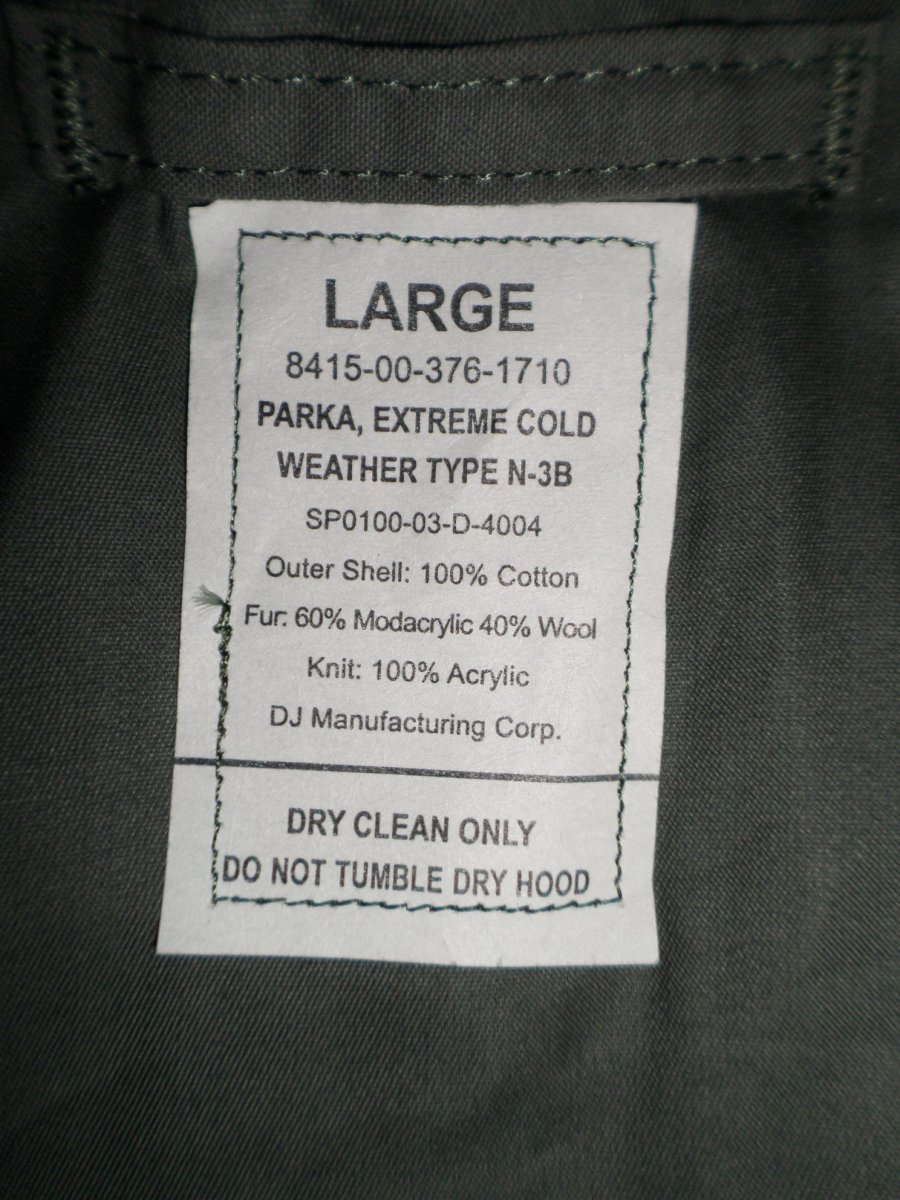 LARGE
8415-00-376-1710
PARKA, EXTREME COLD
WEATHER TYPE N-3B
SP0100-03-D-4004
Outer Shell: 100% Cotton
Fur: 60% Modacrylic 40% Wool
Knit: 100% Acrylic
DJ Manufacturing Corp.
DRY CLEAN ONLY
DO NOT TUMBLE DRY HOOD